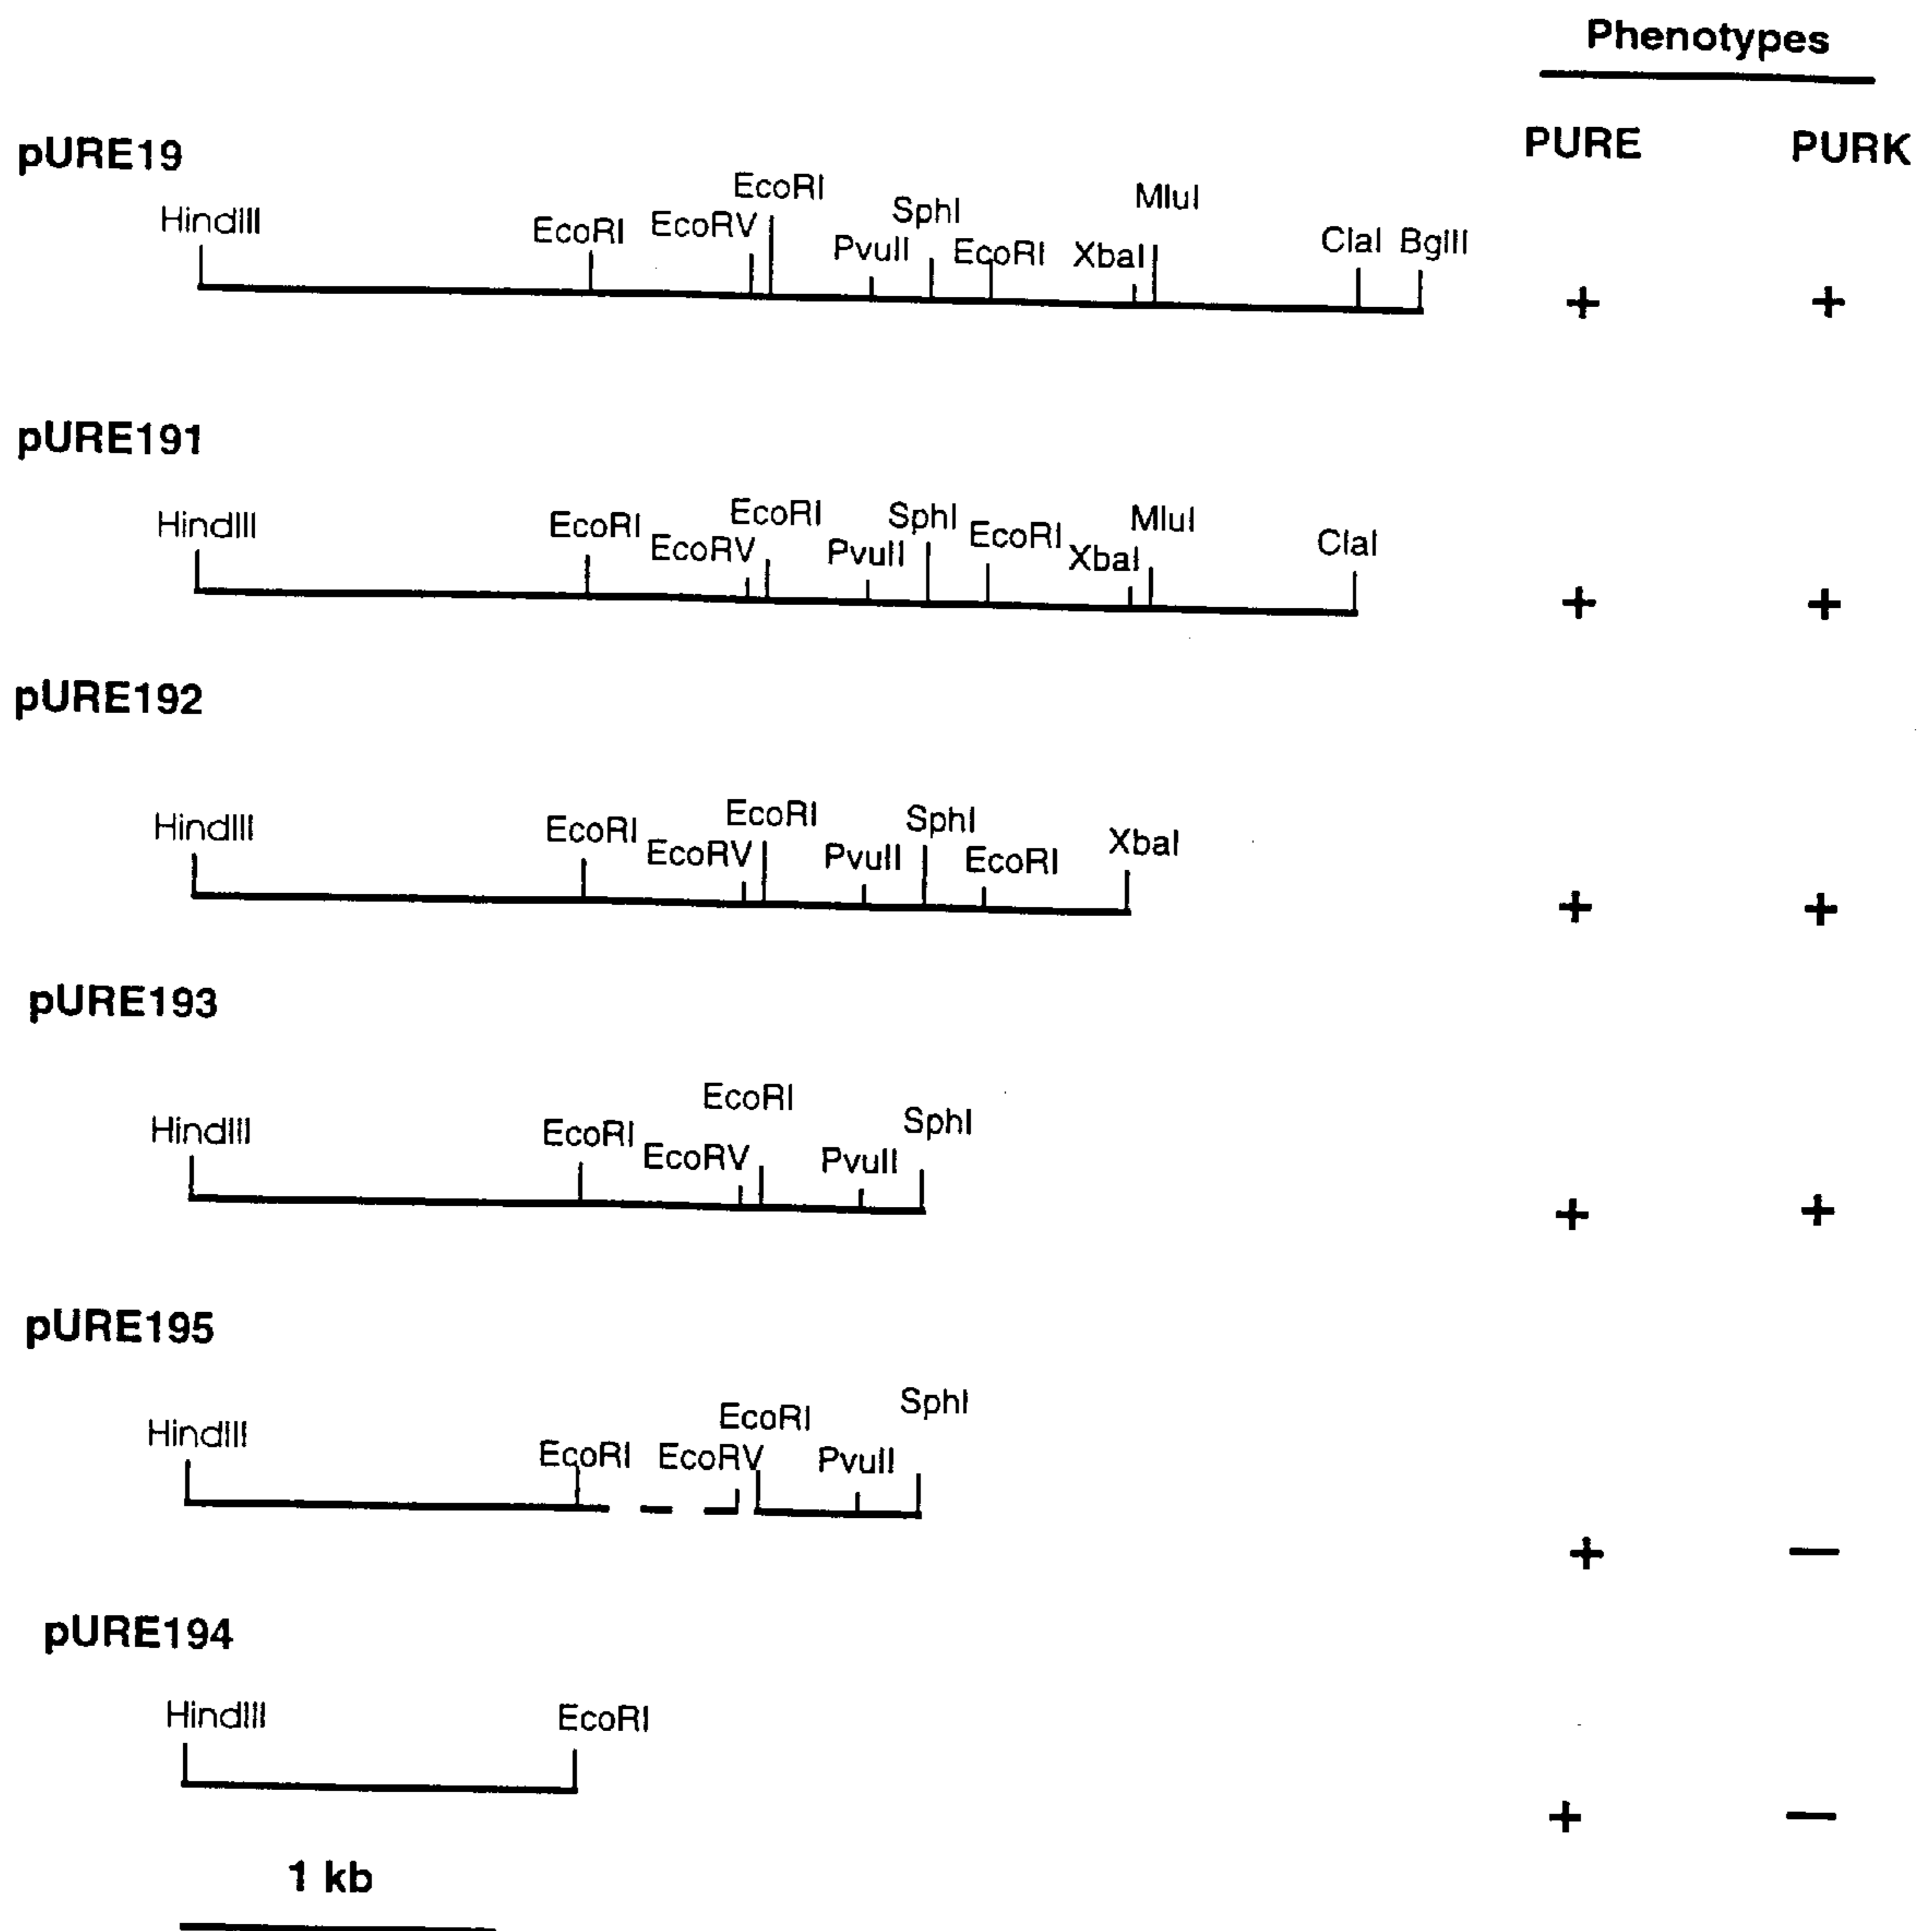 Phenotypes
PURE PURK
pURE19
HindIII EcoRI EcoRV EcoRI PvuII SphI EcoRI XbaI MluI ClaI BglII
+ +
pURE191
HindIII EcoRI EcoRV EcoRI PvuII SphI EcoRI XbaI MluI ClaI
+ +
pURE192
HindIII EcoRI EcoRV EcoRI PvuII SphI EcoRI XbaI
+ +
pURE193
HindIII EcoRI EcoRV EcoRI PvuII SphI
+ +
pURE195
HindIII EcoRI EcoRV EcoRI PvuII SphI
+ —
pURE194
HindIII EcoRI
+ —
1 kb